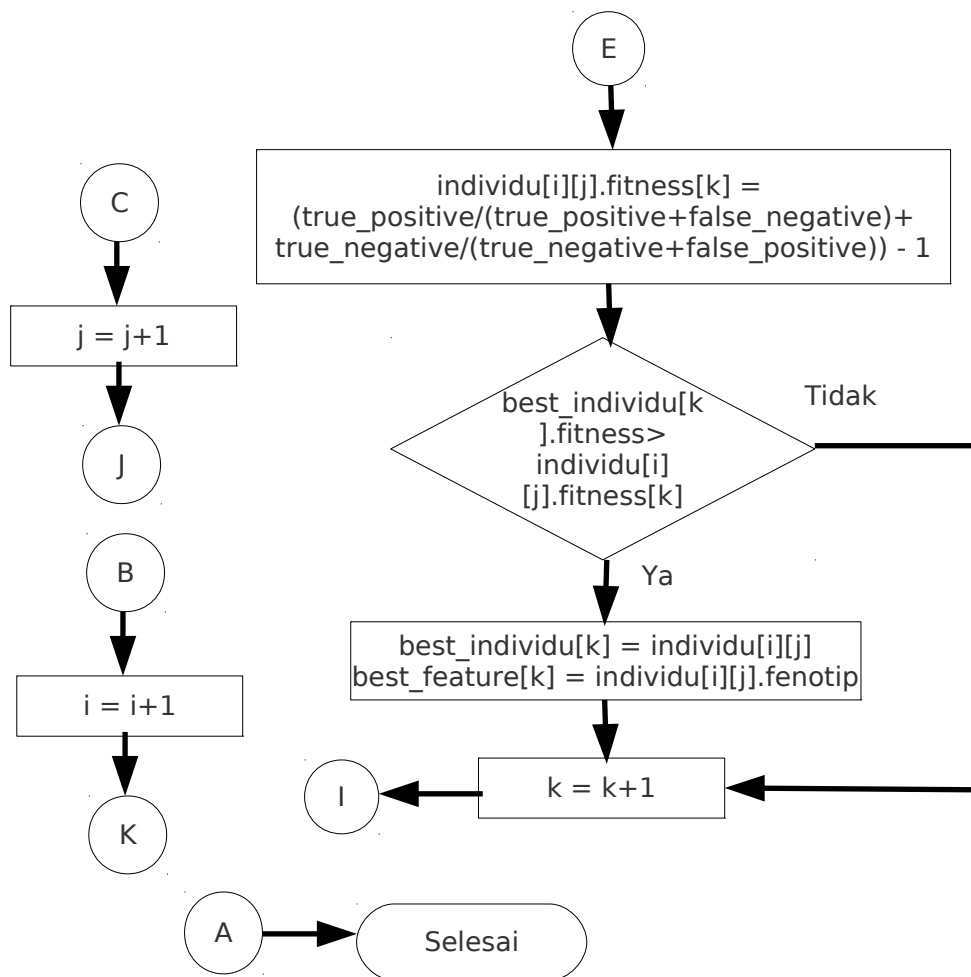 E
individu[i][j].fitness[k] =
(true_positive/(true_positive+false_negative)+
true_negative/(true_negative+false_positive)) - 1
C
j = j+1
J
best_individu[k
].fitness>
individu[i]
[j].fitness[k]
Tidak
Ya
B
i = i+1
K
best_individu[k] = individu[i][j]
best_feature[k] = individu[i][j].fenotip
k = k+1
I
A
Selesai